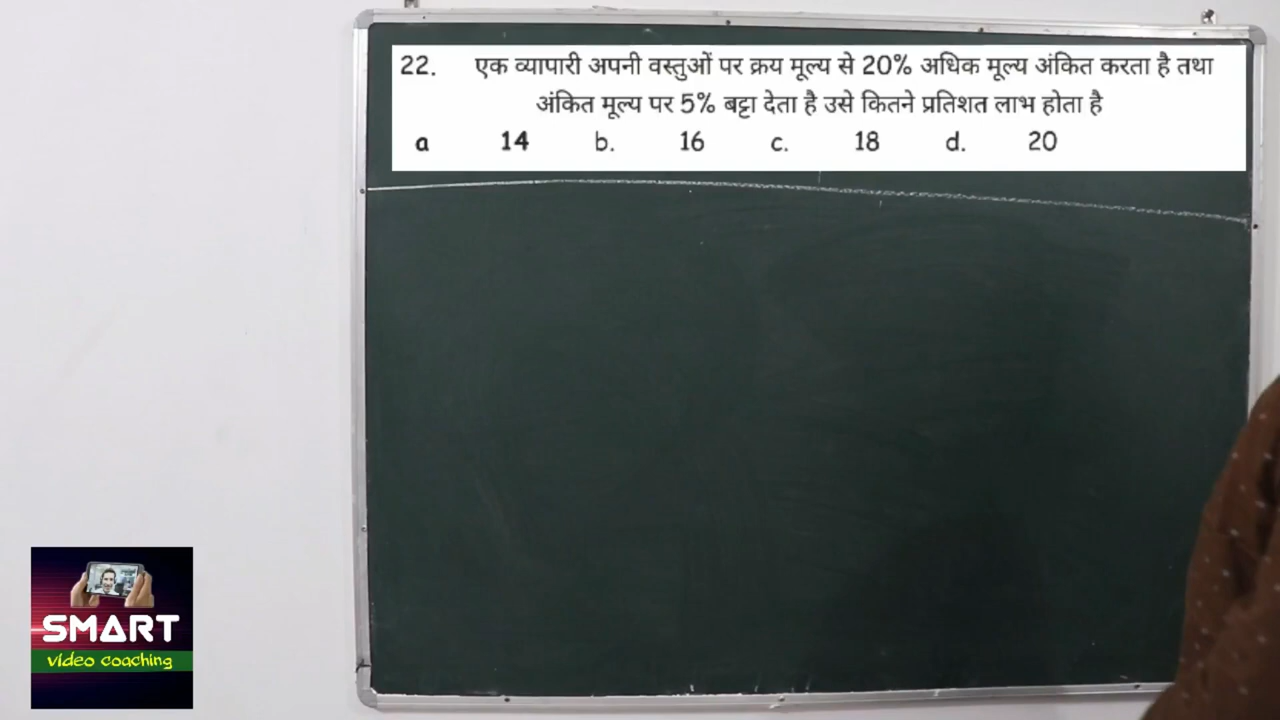 22. एक व्यापारी अपनी वस्तुओं पर क्रय मूल्य से 20% अधिक मूल्य अंकित करता है तथा
अंकित मूल्य पर 5% बट्टा देता है उसे कितने प्रतिशत लाभ होता है
a 14 b. 16 c. 18 d. 20
SMART
video coaching